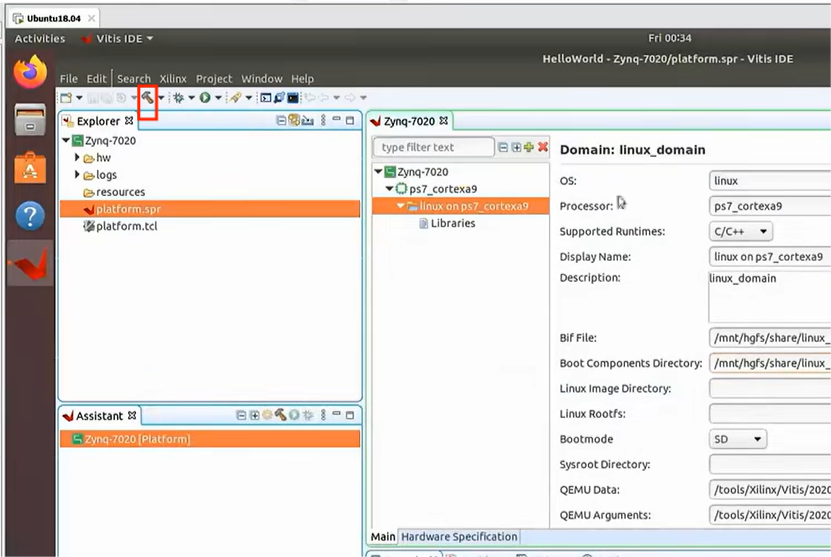 Ubuntu18.04
Activities Vitis IDE Fri 00:34
HelloWorld - Zynq-7020/platform.spr - Vitis IDE
File Edit Search Xilinx Project Window Help
Explorer
Zynq-7020
hw
logs
resources
platform.spr
platform.tcl
Assistant
Zynq-7020 [Platform]
Zynq-7020
type filter text
Zynq-7020
ps7_cortexa9
linux on ps7_cortexa9
Libraries
Domain: linux_domain
OS: linux
Processor: ps7_cortexa9
Supported Runtimes: C/C++
Display Name: linux on ps7_cortexa9
Description: linux_domain
Bif File: /mnt/hgfs/share/linux_
Boot Components Directory: /mnt/hgfs/share/linux_
Linux Image Directory:
Linux Rootfs:
Bootmode SD
Sysroot Directory:
QEMU Data: /tools/Xilinx/Vitis/2020
QEMU Arguments: /tools/Xilinx/Vitis/2020
Main Hardware Specification